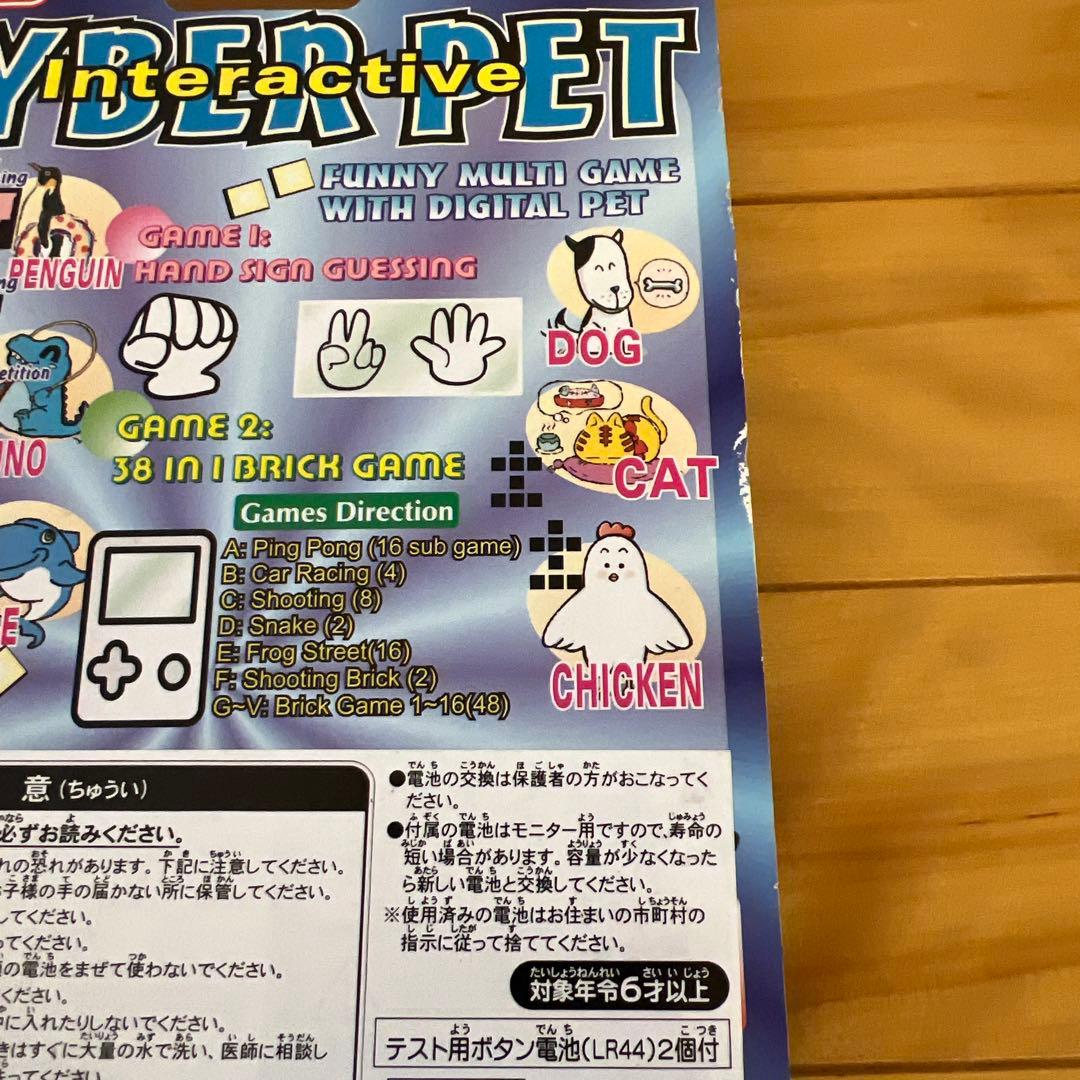 YBER PET
Interactive
FUNNY MULTI GAME
WITH DIGITAL PET
GAME 1:
HAND SIGN GUESSING
PENGUIN
DOG
GAME 2:
38 IN 1 BRICK GAME
CAT
Games Direction
A: Ping Pong (16 sub game)
B: Car Racing (4)
C: Shooting (8)
D: Snake (2)
E: Frog Street(16)
F: Shooting Brick (2)
G~V: Brick Game 1~16(48)
CHICKEN
意(ちゅうい)
必ずお読みください。
れの恐れがあります。下記に注意してください。
お子様の手の届かない所に保管してください。
してください。
ってください。
の電池をまぜて使わないでください。
ください。
中に入れたりしないでください。
きはすぐに大量の水で洗い、医師に相談し
●電池の交換は保護者の方がおこなってく
ださい。
●付属の電池はモニター用ですので、寿命の
短い場合があります。容量が少なくなった
ら新しい電池と交換してください。
※使用済みの電池はお住まいの市町村の
指示に従って捨ててください。
対象年令6才以上
テスト用ボタン電池(LR44)2個付